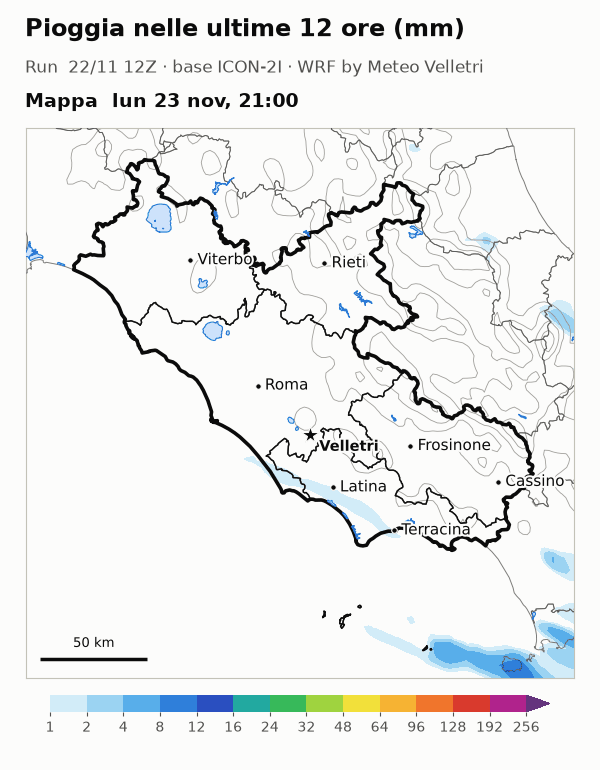 Pioggia nelle ultime 12 ore (mm)
Run  22/11 12Z · base ICON-2I · WRF by Meteo Velletri
Mappa  lun 23 nov, 21:00
Viterbo
Rieti
Roma
Velletri
Frosinone
Cassino
Latina
Terracina
50 km
1 2 4 8 12 16 24 32 48 64 96 128 192 256